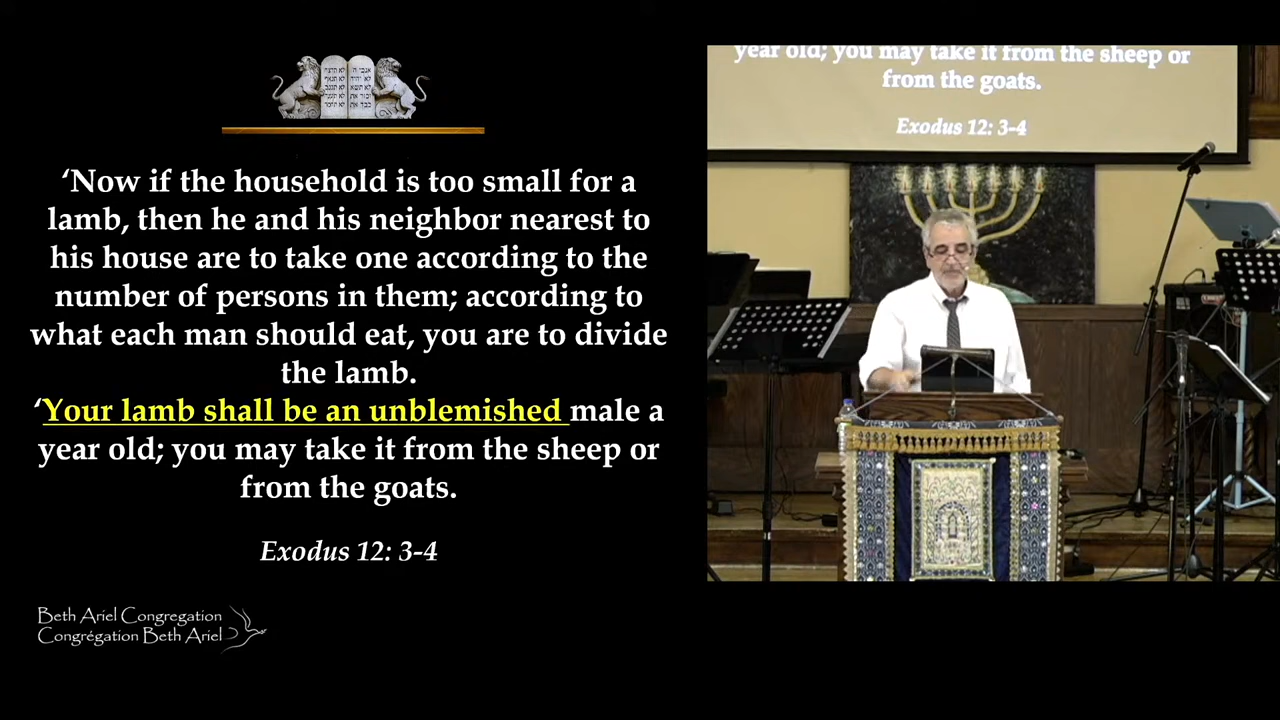 ‘Now if the household is too small for a
lamb, then he and his neighbor nearest to
his house are to take one according to the
number of persons in them; according to
what each man should eat, you are to divide
the lamb.
‘Your lamb shall be an unblemished male a
year old; you may take it from the sheep or
from the goats.
Exodus 12: 3-4
Beth Ariel Congregation
Congrégation Beth Ariel
year old; you may take it from the sheep or
from the goats.
Exodus 12: 3-4